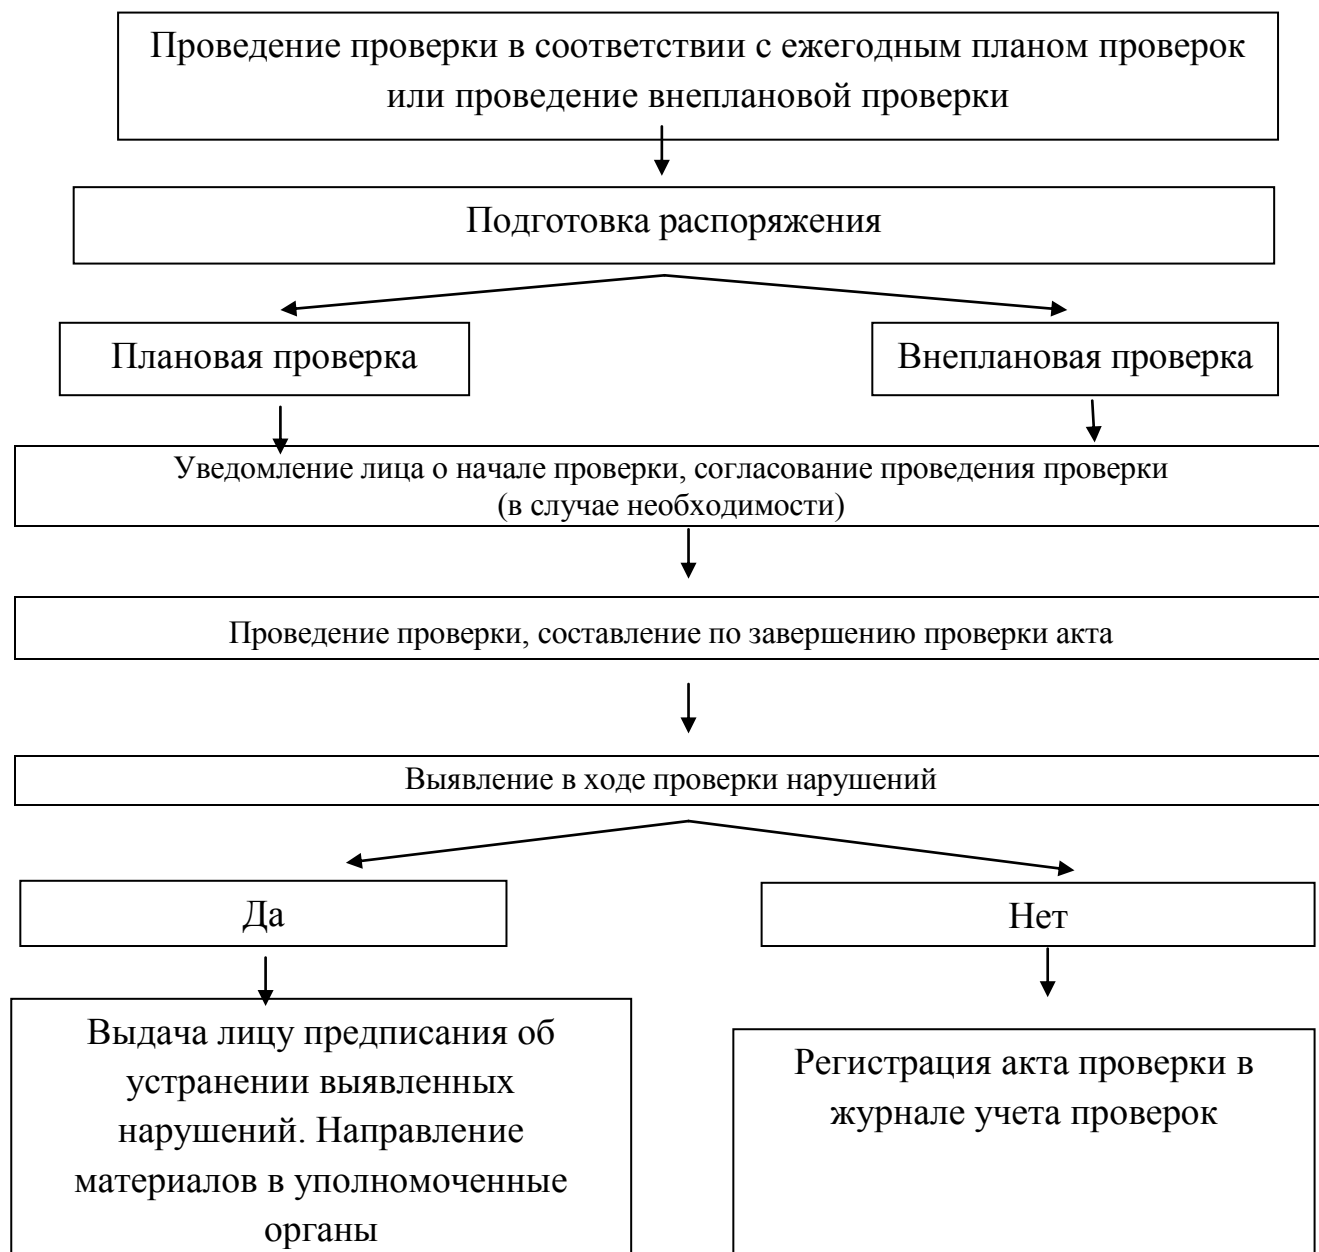 Проведение проверки в соответствии с ежегодным планом проверок
или проведение внеплановой проверки
Подготовка распоряжения
Плановая проверка
Внеплановая проверка
Уведомление лица о начале проверки, согласование проведения проверки
(в случае необходимости)
Проведение проверки, составление по завершению проверки акта
Выявление в ходе проверки нарушений
Да
Нет
Выдача лицу предписания об
устранении выявленных
нарушений. Направление
материалов в уполномоченные
органы
Регистрация акта проверки в
журнале учета проверок